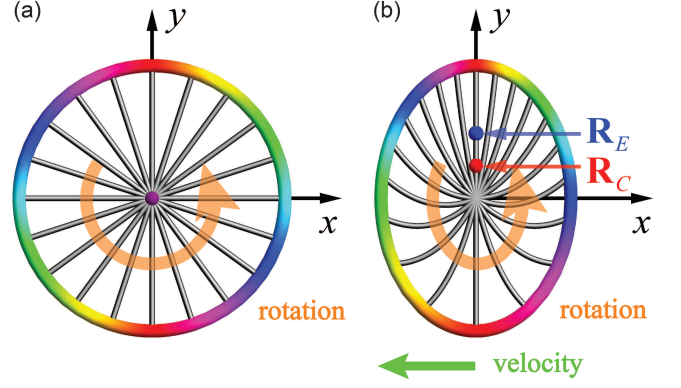 (a)
y
x
rotation
(b)
y
R_E
R_C
x
rotation
velocity